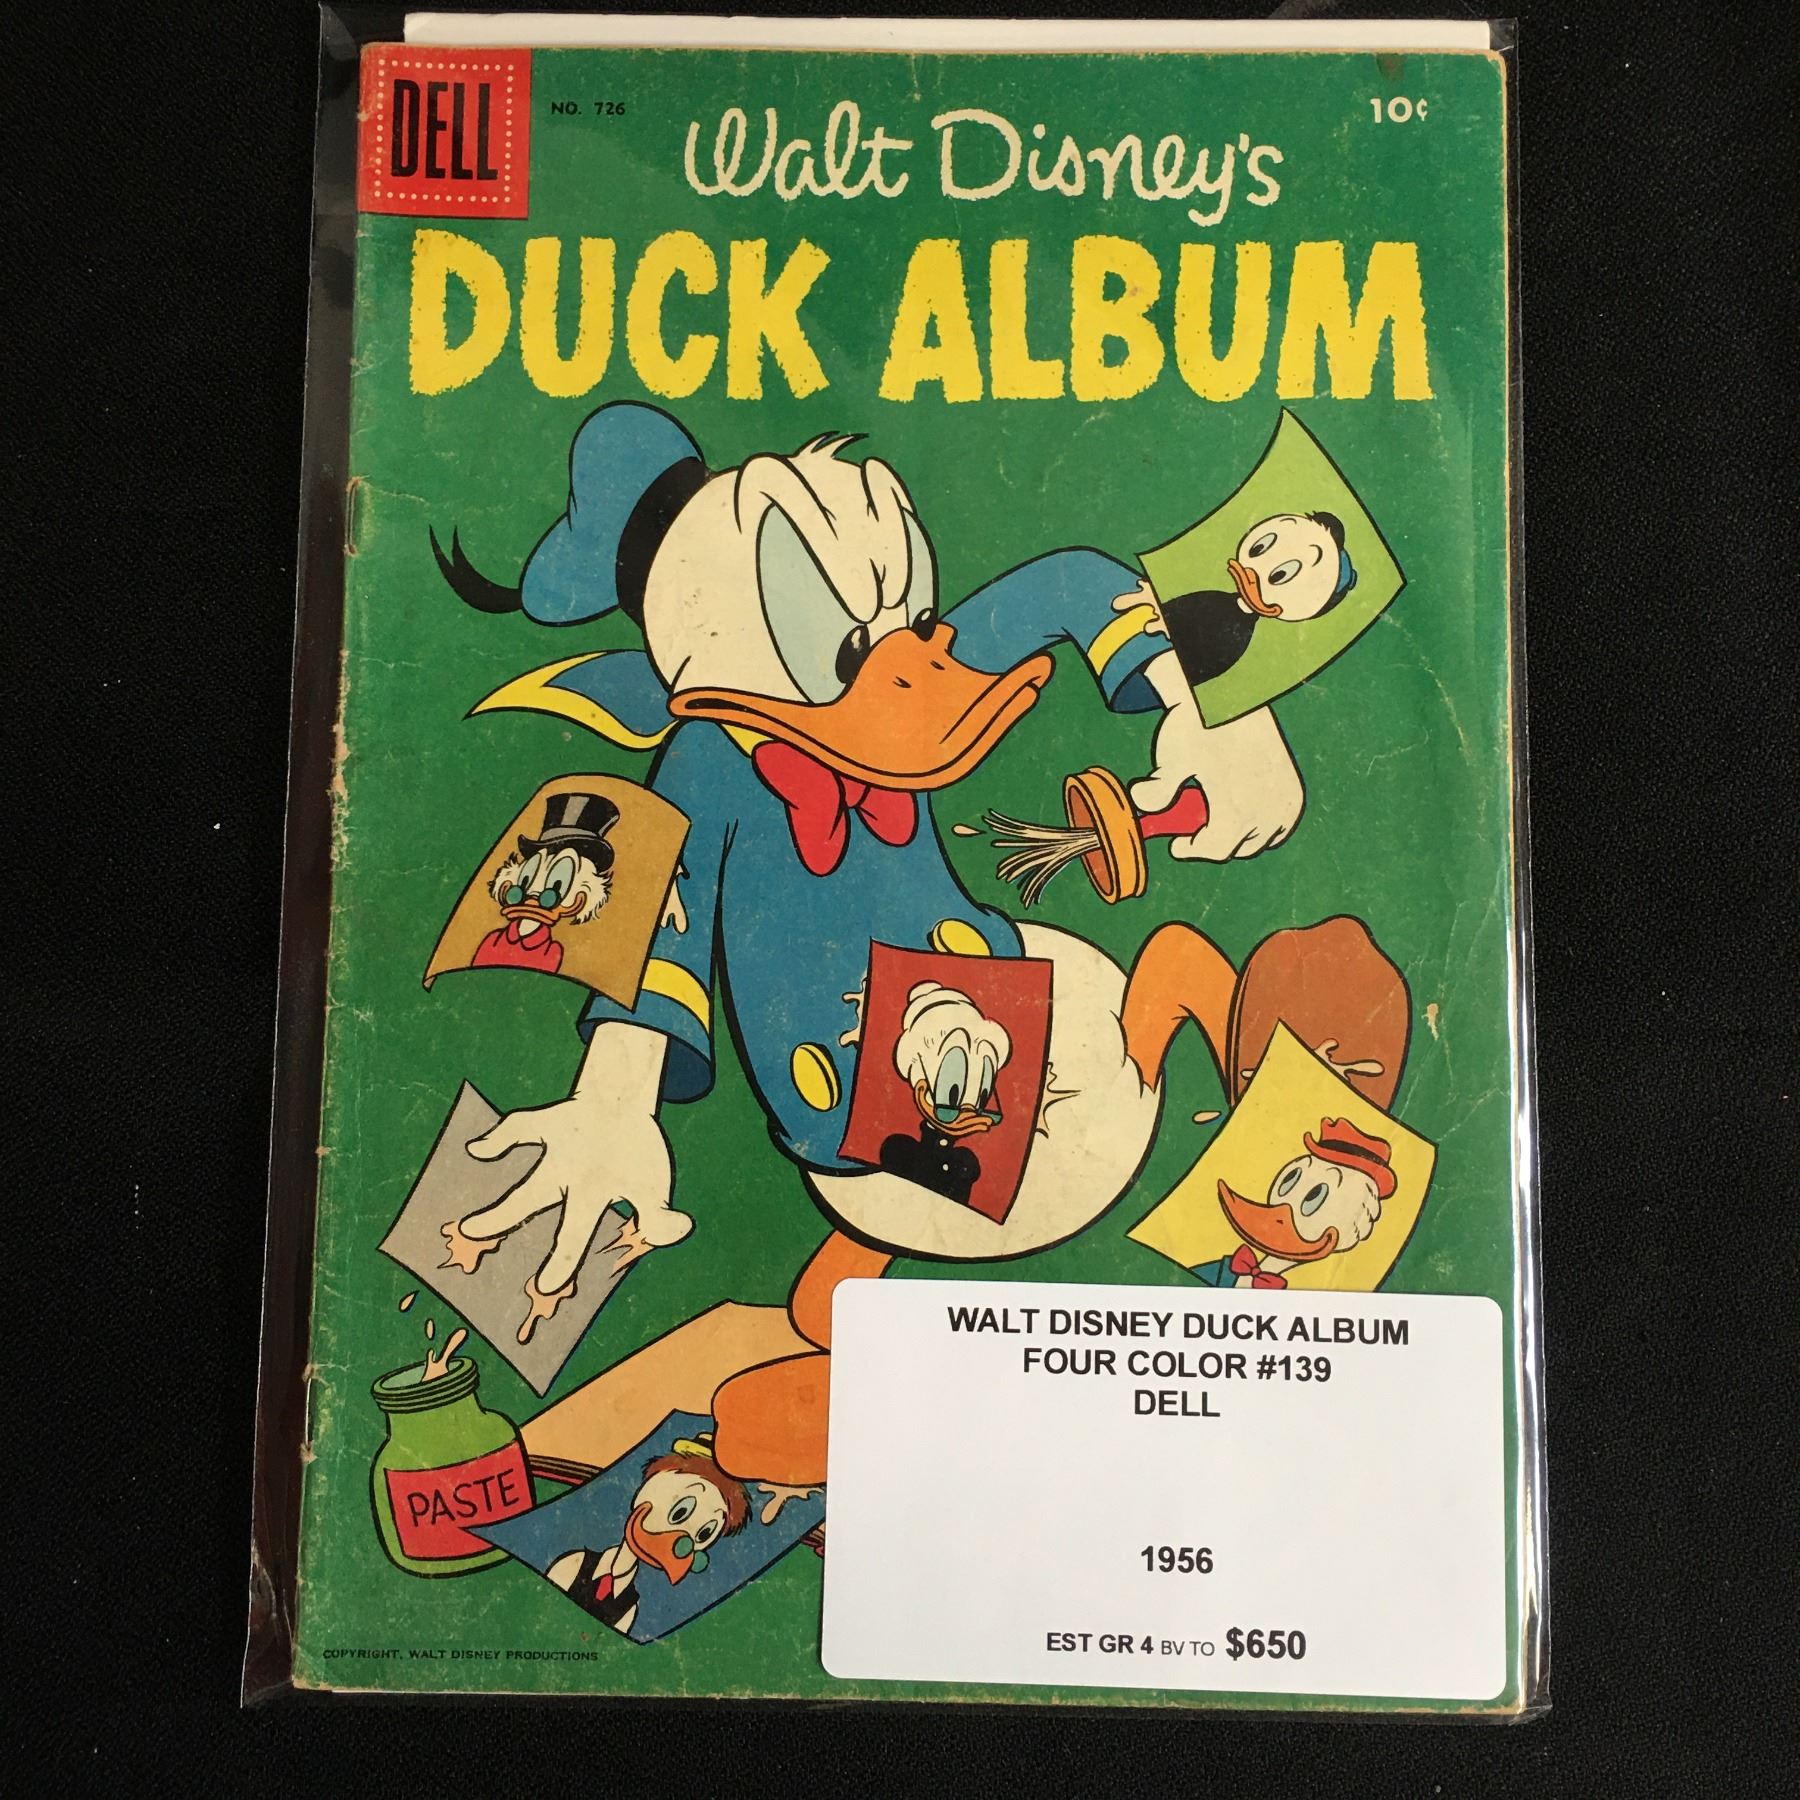 DELL
NO. 726
10¢
Walt Disney's
DUCK ALBUM
PASTE
COPYRIGHT, WALT DISNEY PRODUCTIONS
WALT DISNEY DUCK ALBUM
FOUR COLOR #139
DELL
1956
EST GR 4 BV TO $650